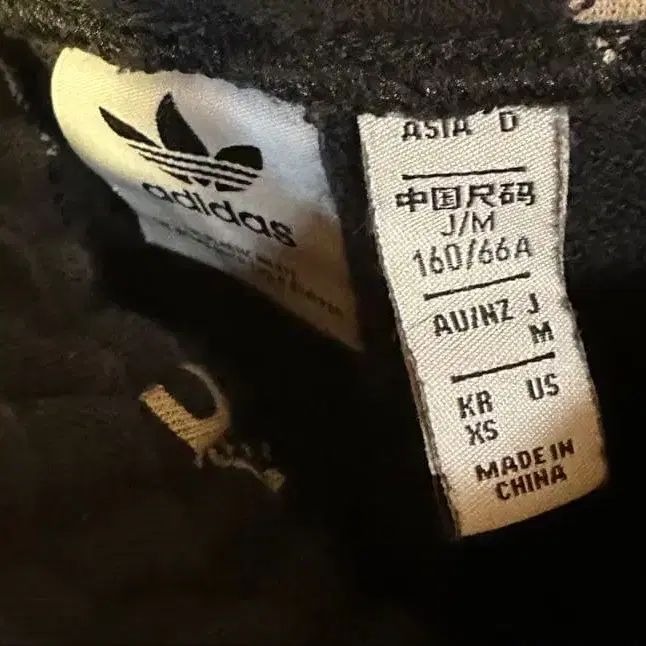 adidas
ASIA D
中国尺码
J/M
160/66A
AU/NZ J
M
KR US
XS
MADE IN
CHINA